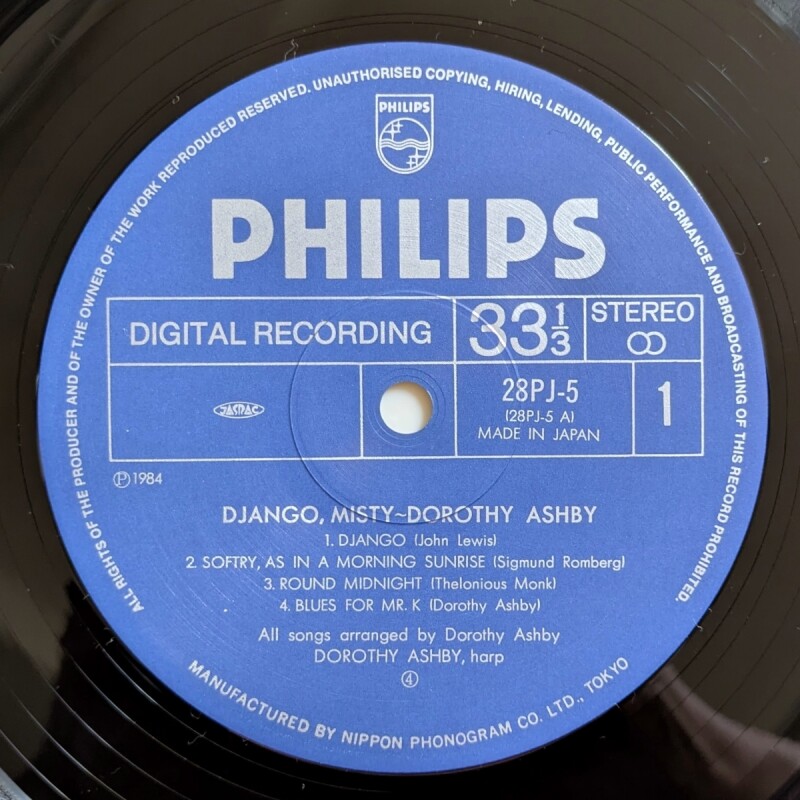 ALL RIGHTS OF THE PRODUCER AND OF THE OWNER OF THE WORK REPRODUCED RESERVED. UNAUTHORISED COPYING, HIRING, LENDING, PUBLIC PERFORMANCE AND BROADCASTING OF THIS RECORD PROHIBITED.
PHILIPS
PHILIPS
DIGITAL RECORDING
33 1/3
STEREO
JASRAC
28PJ-5
(28PJ-5 A)
MADE IN JAPAN
1
Ⓟ1984
DJANGO, MISTY~DOROTHY ASHBY
1. DJANGO (John Lewis)
2. SOFTRY, AS IN A MORNING SUNRISE (Sigmund Romberg)
3. ROUND MIDNIGHT (Thelonious Monk)
4. BLUES FOR MR. K (Dorothy Ashby)
All songs arranged by Dorothy Ashby
DOROTHY ASHBY, harp
④
MANUFACTURED BY NIPPON PHONOGRAM CO. LTD., TOKYO